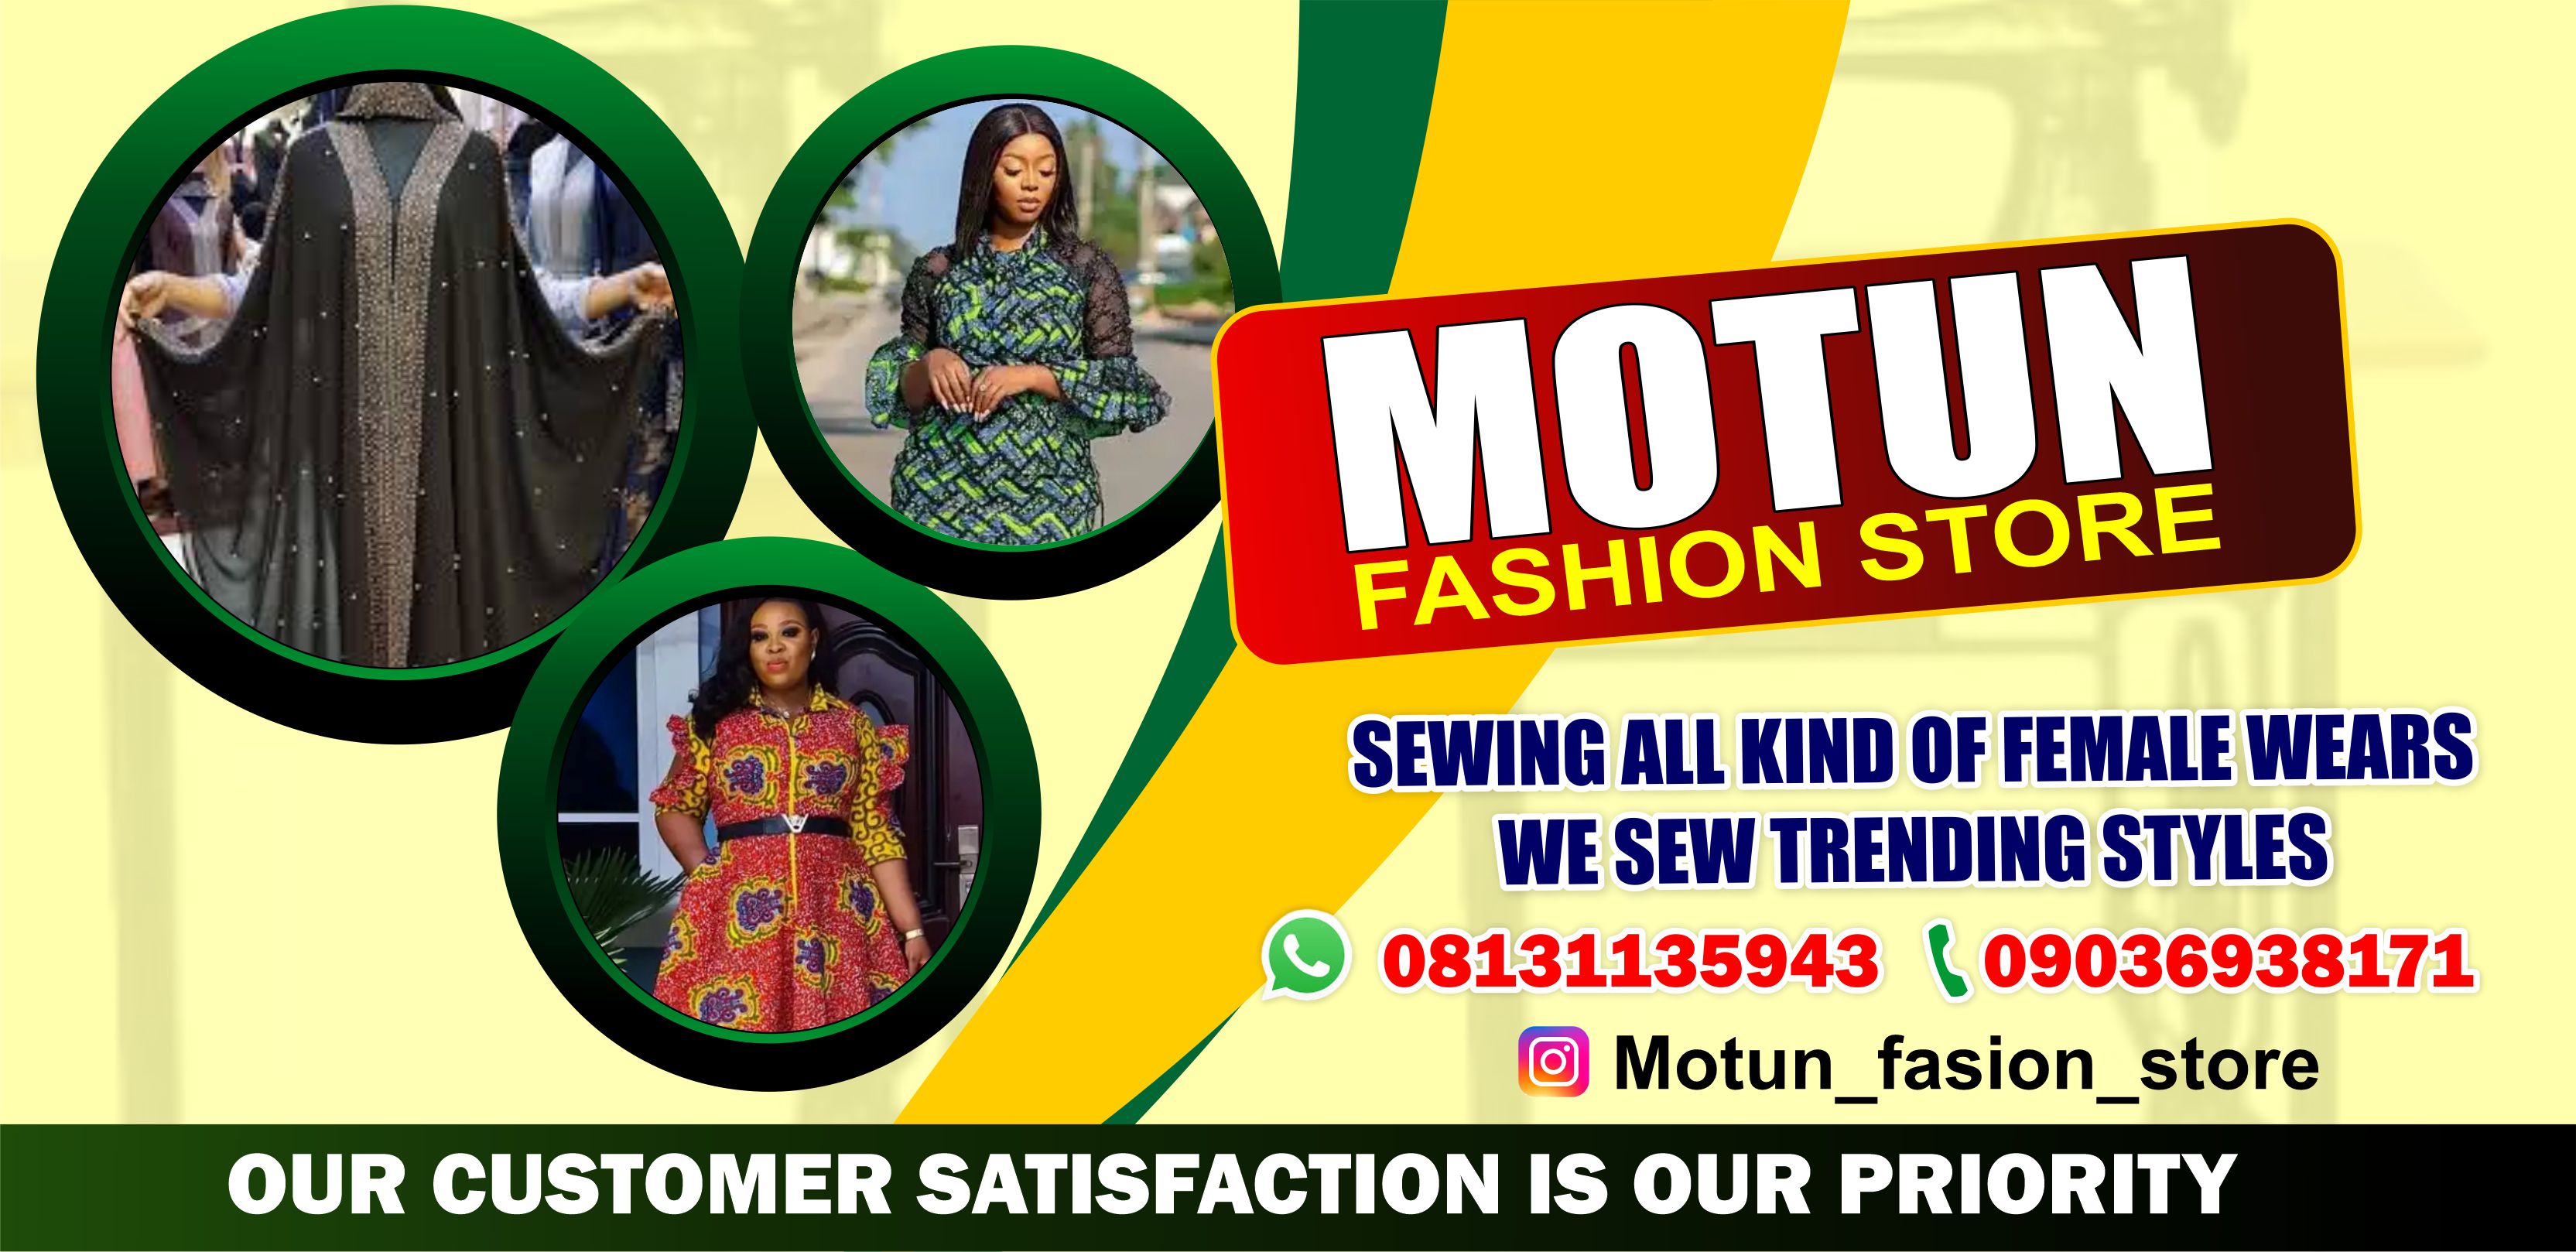 MOTUN
FASHION STORE
SEWING ALL KIND OF FEMALE WEARS
WE SEW TRENDING STYLES
08131135943 09036938171
Motun_fasion_store
OUR CUSTOMER SATISFACTION IS OUR PRIORITY